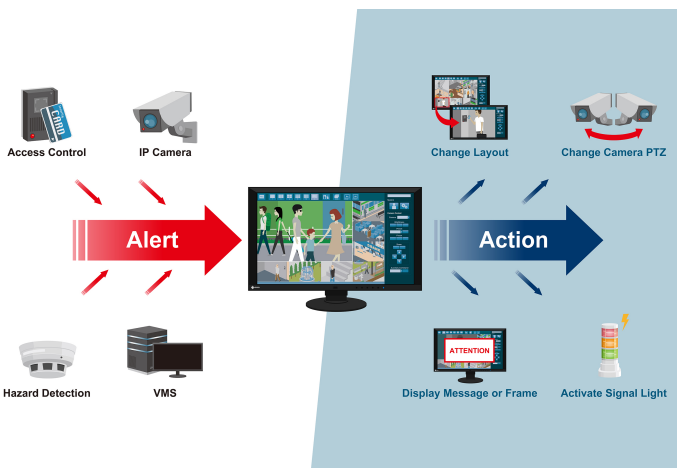 CARD
Access Control
IP Camera
Change Layout
Change Camera PTZ
Alert
Action
ATTENTION
Hazard Detection
VMS
Display Message or Frame
Activate Signal Light